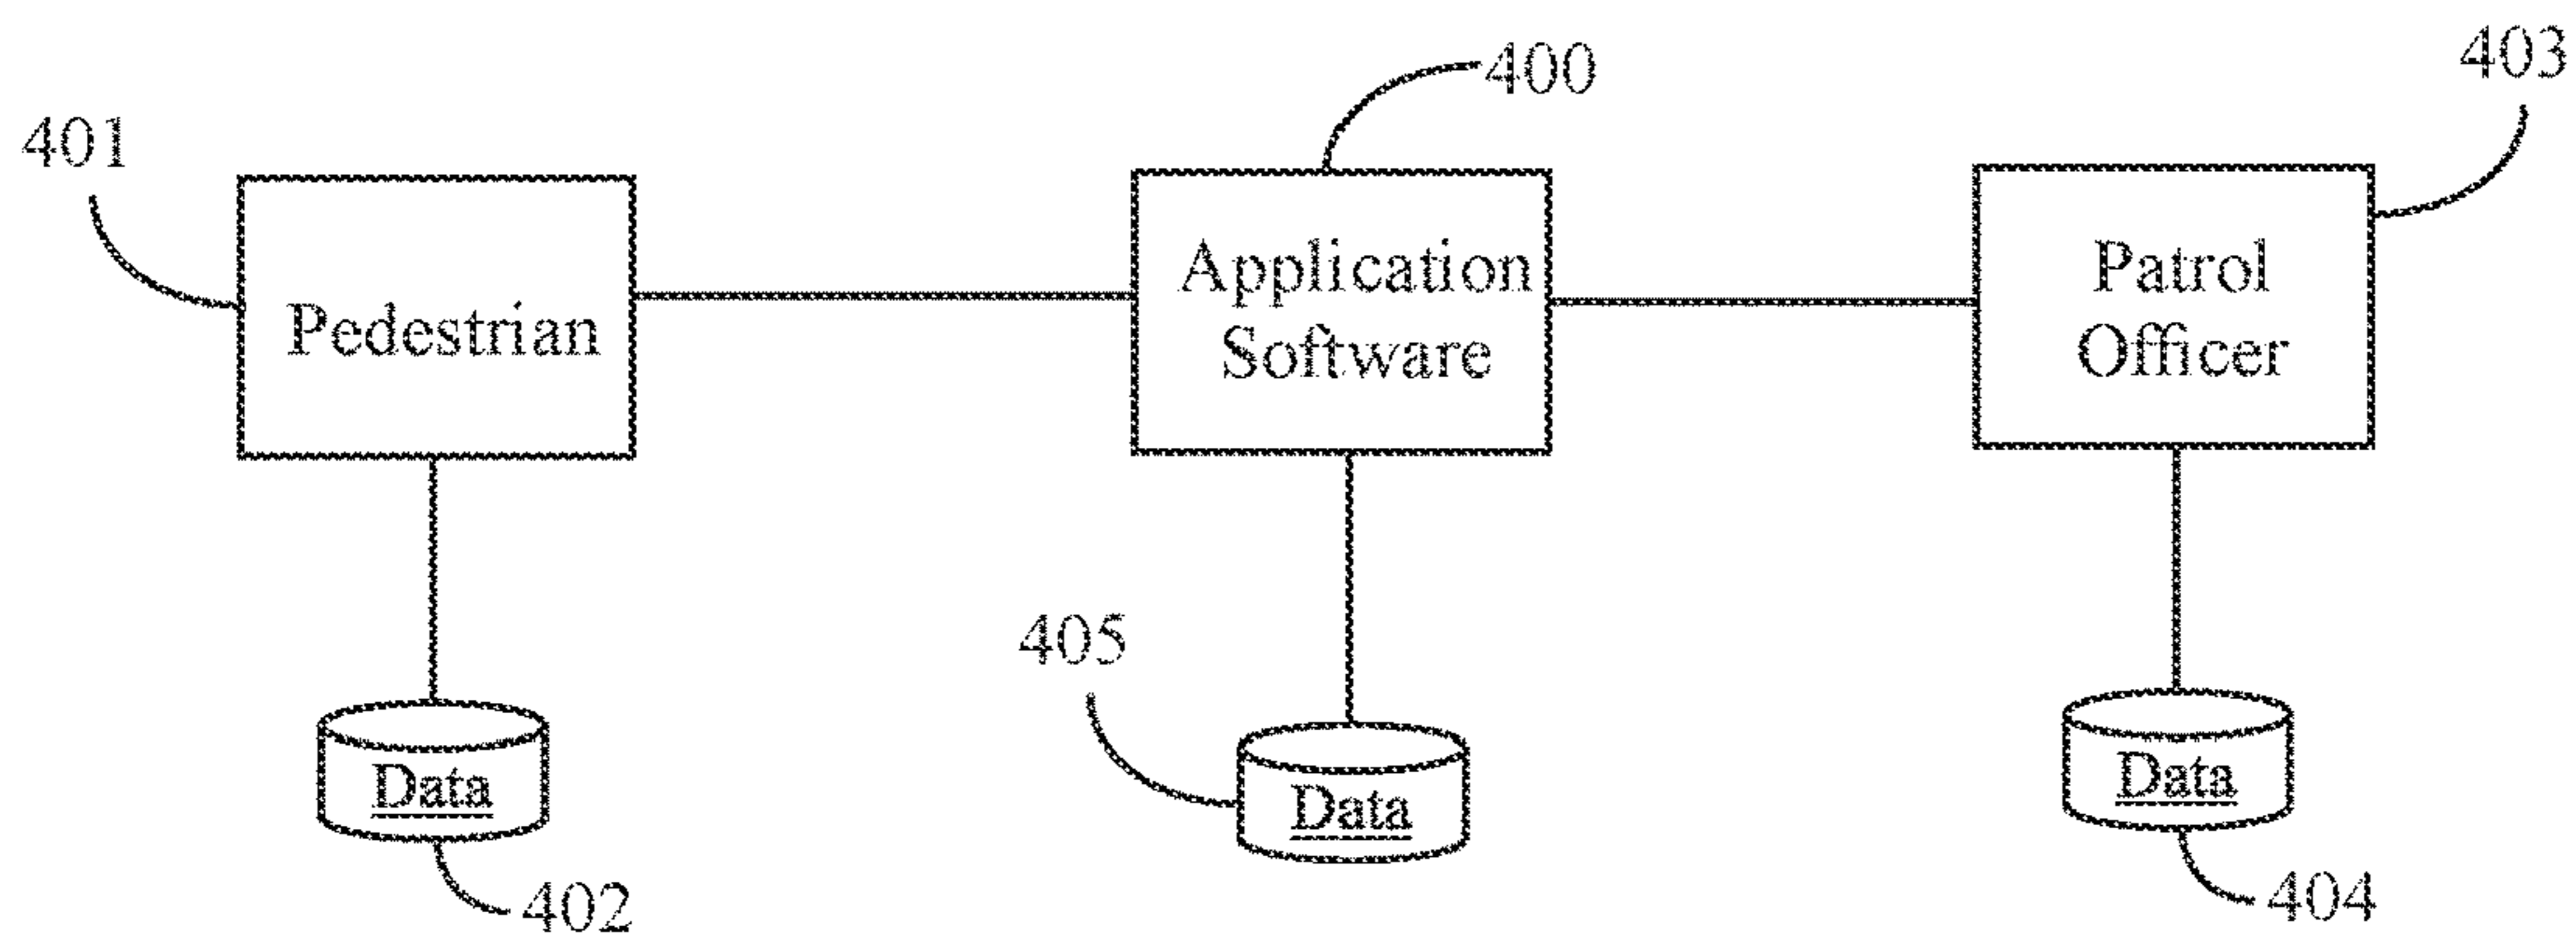 400
403
401
Pedestrian
Application
Software
Patrol
Officer
405
Data
Data
Data
402
404